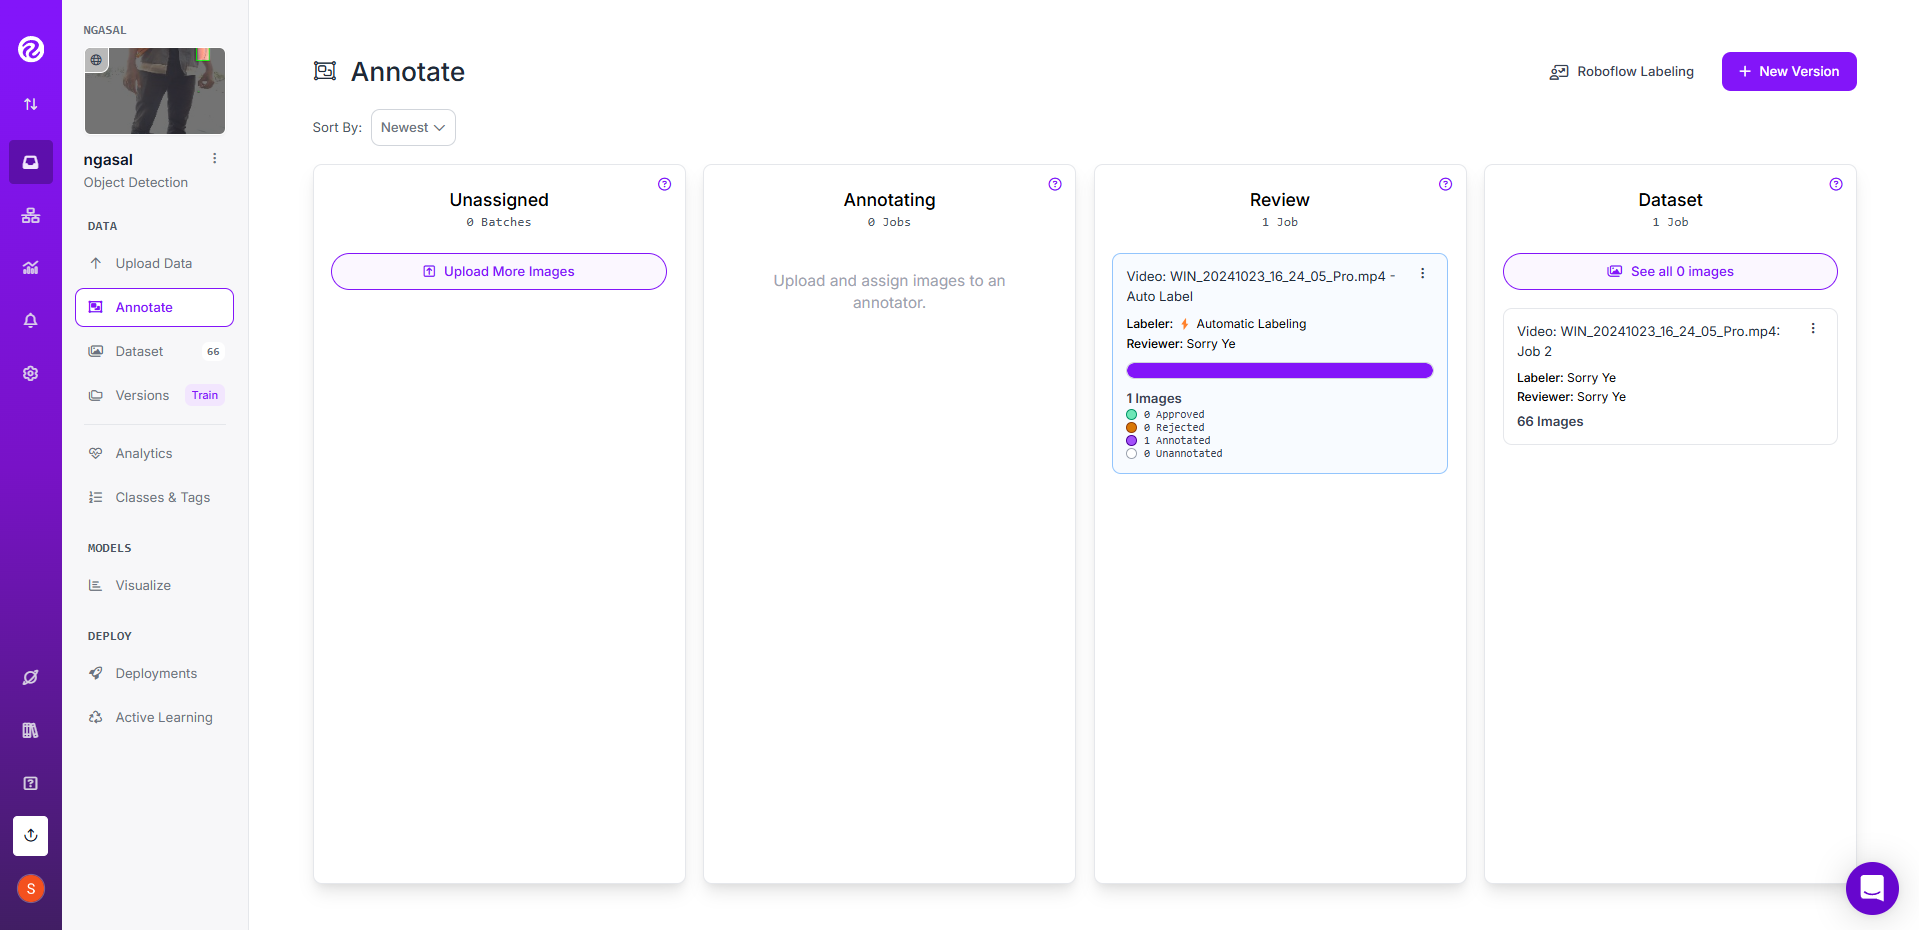 NGASAL
ngasal
Object Detection
DATA
Upload Data
Annotate
Dataset 66
Versions Train
Analytics
Classes & Tags
MODELS
Visualize
DEPLOY
Deployments
Active Learning
S
Annotate
Roboflow Labeling
New Version
Sort By: Newest
Unassigned
0 Batches
Upload More Images
Annotating
0 Jobs
Upload and assign images to an
annotator.
Review
1 Job
Video: WIN_20241023_16_24_05_Pro.mp4 -
Auto Label
Labeler: Automatic Labeling
Reviewer: Sorry Ye
1 Images
0 Approved
0 Rejected
1 Annotated
0 Unannotated
Dataset
1 Job
See all 0 images
Video: WIN_20241023_16_24_05_Pro.mp4:
Job 2
Labeler: Sorry Ye
Reviewer: Sorry Ye
66 Images